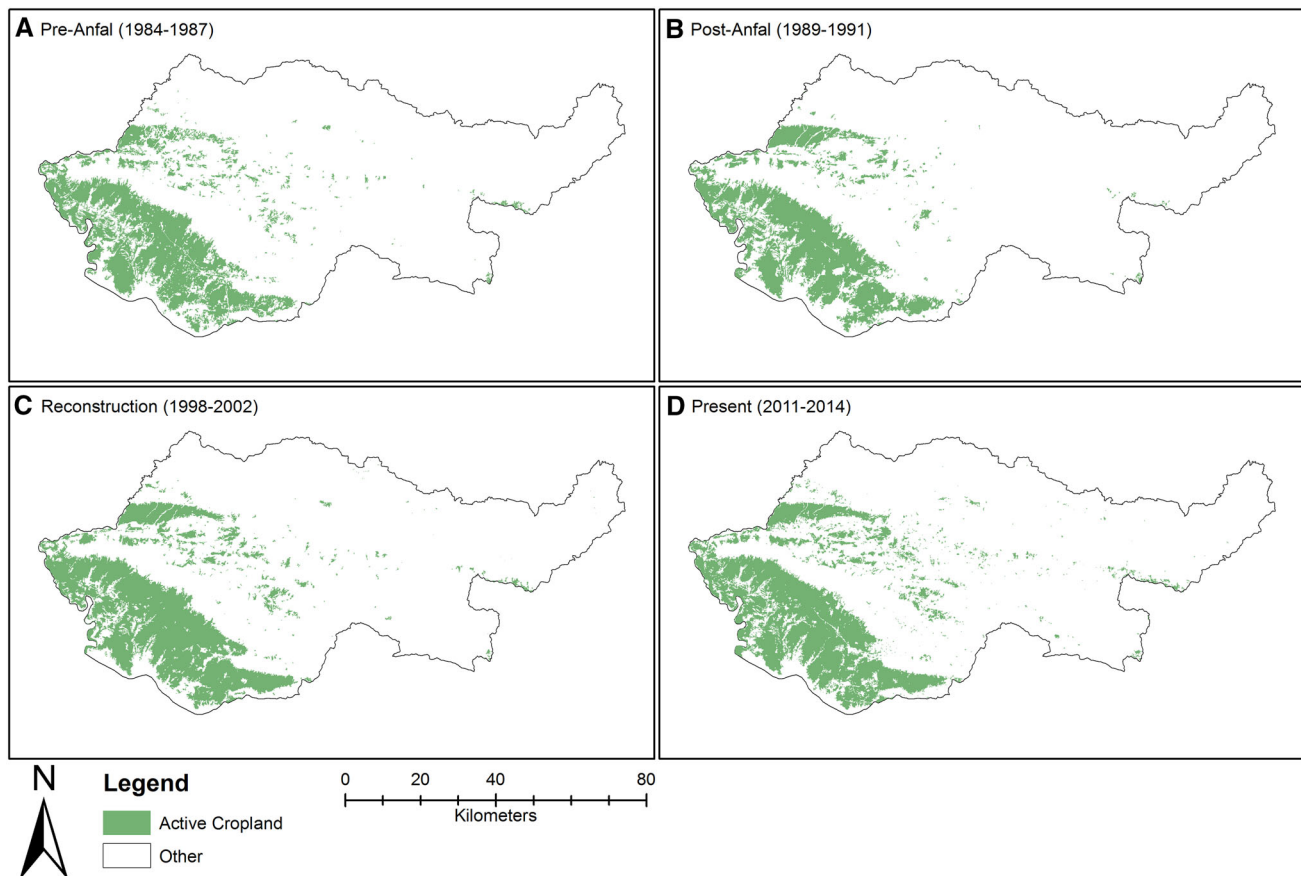 A Pre-Anfal (1984-1987)
B Post-Anfal (1989-1991)
C Reconstruction (1998-2002)
D Present (2011-2014)
N
Legend
Active Cropland
Other
0 20 40 80
Kilometers